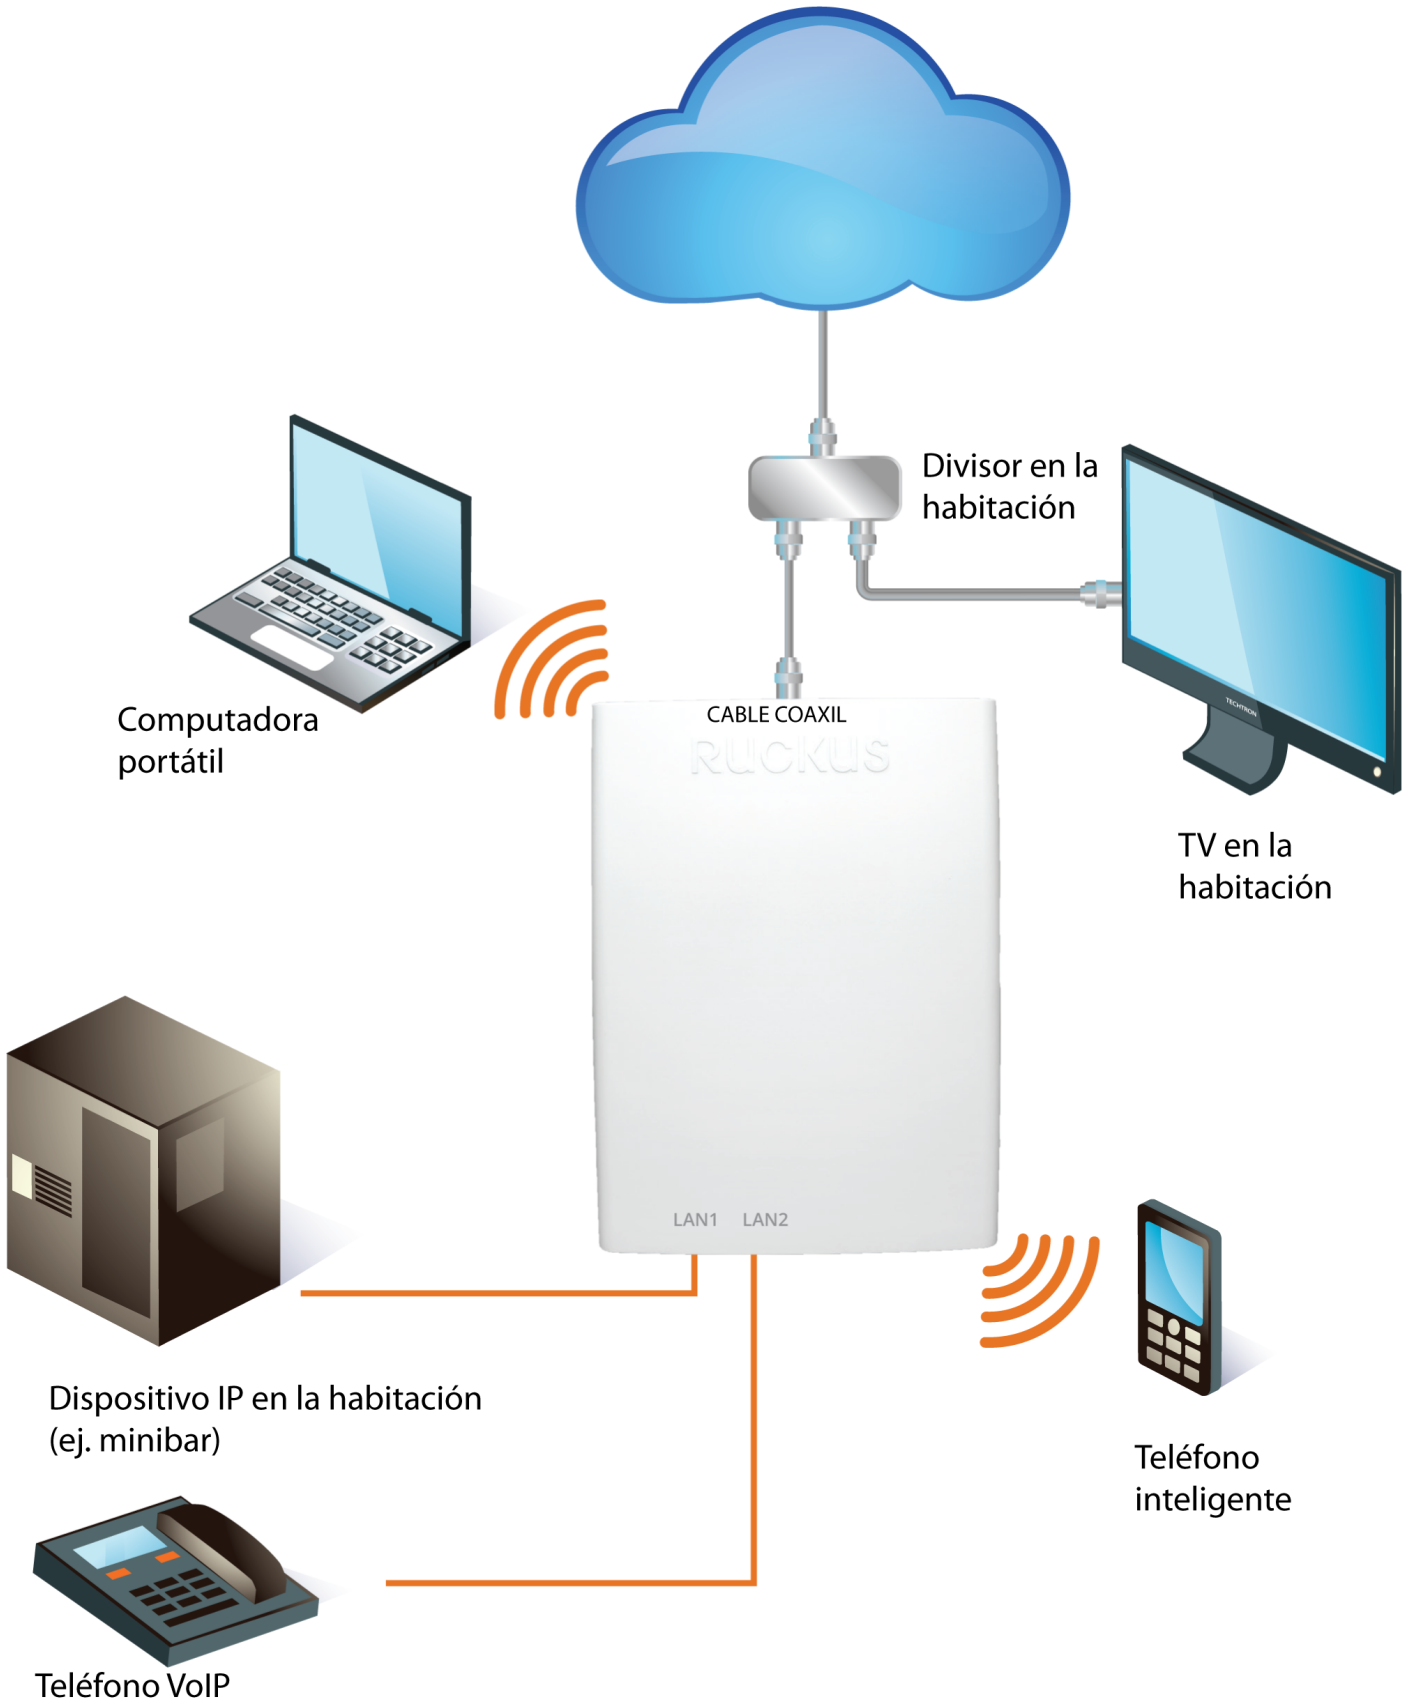 Divisor en la
habitación
Computadora
portátil
CABLE COAXIL
RUCKUS
TECHTRON
TV en la
habitación
LAN1 LAN2
Dispositivo IP en la habitación
(ej. minibar)
Teléfono
inteligente
Teléfono VoIP